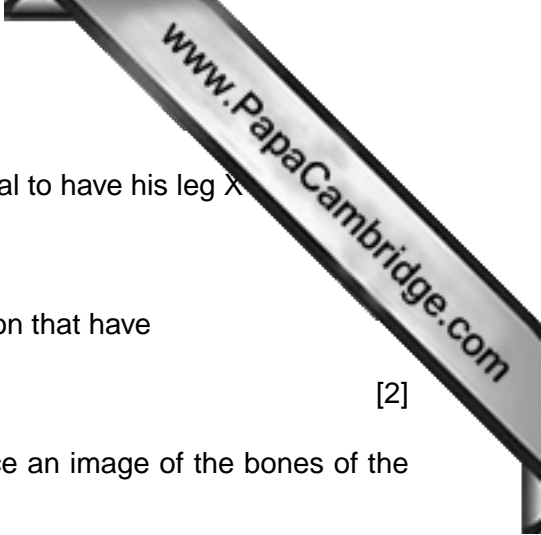 www.PapaCambridge.com
al to have his leg X
on that have
[2]
ce an image of the bones of the